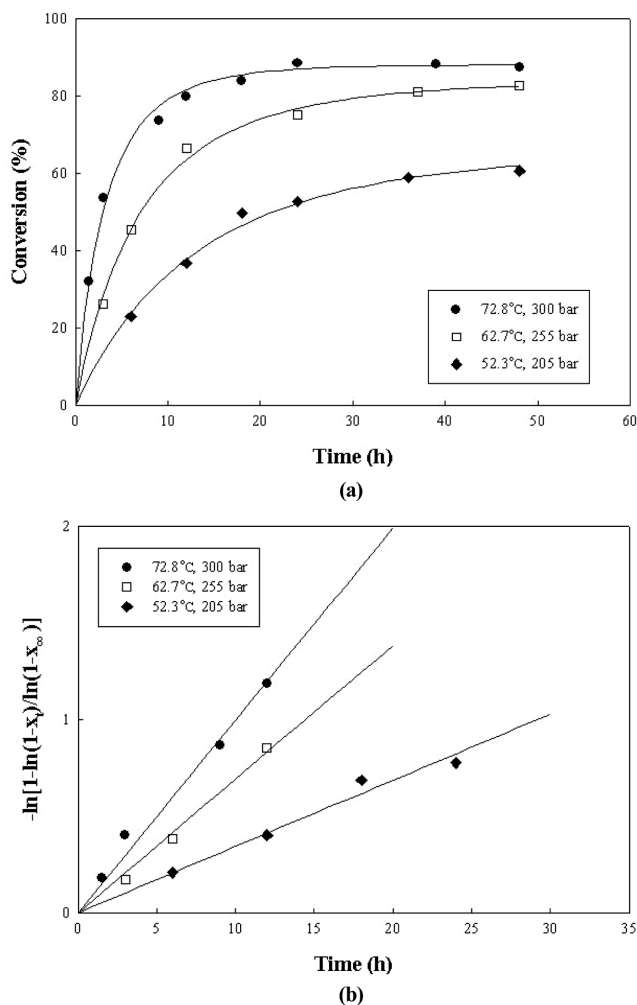 100
80
60
40
20
0
Conversion (%)
72.8°C, 300 bar
62.7°C, 255 bar
52.3°C, 205 bar
0 10 20 30 40 50 60
Time (h)
(a)
2
1
0
-ln[1-ln(1-x_t)/ln(1-x_∞)]
72.8°C, 300 bar
62.7°C, 255 bar
52.3°C, 205 bar
0 5 10 15 20 25 30 35
Time (h)
(b)